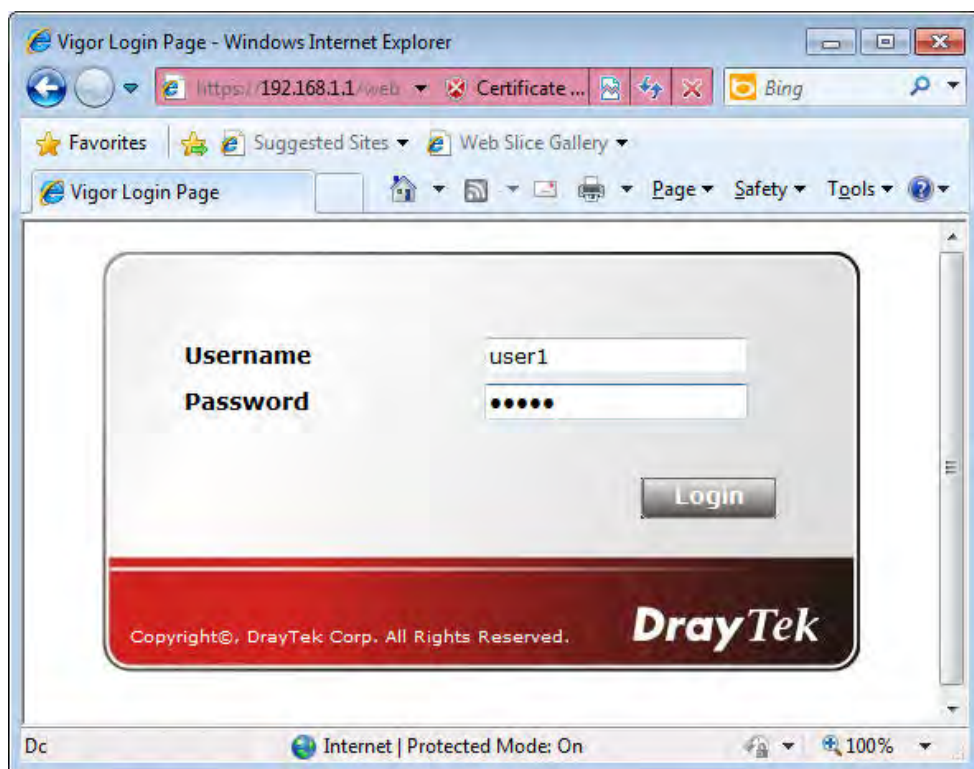 Vigor Login Page - Windows Internet Explorer
https://192.168.1.1/web Certificate ... Bing
Favorites Suggested Sites Web Slice Gallery
Vigor Login Page Page Safety Tools
Username user1
Password •••••
Login
Copyright©, DrayTek Corp. All Rights Reserved. DrayTek
Dc Internet | Protected Mode: On 100%